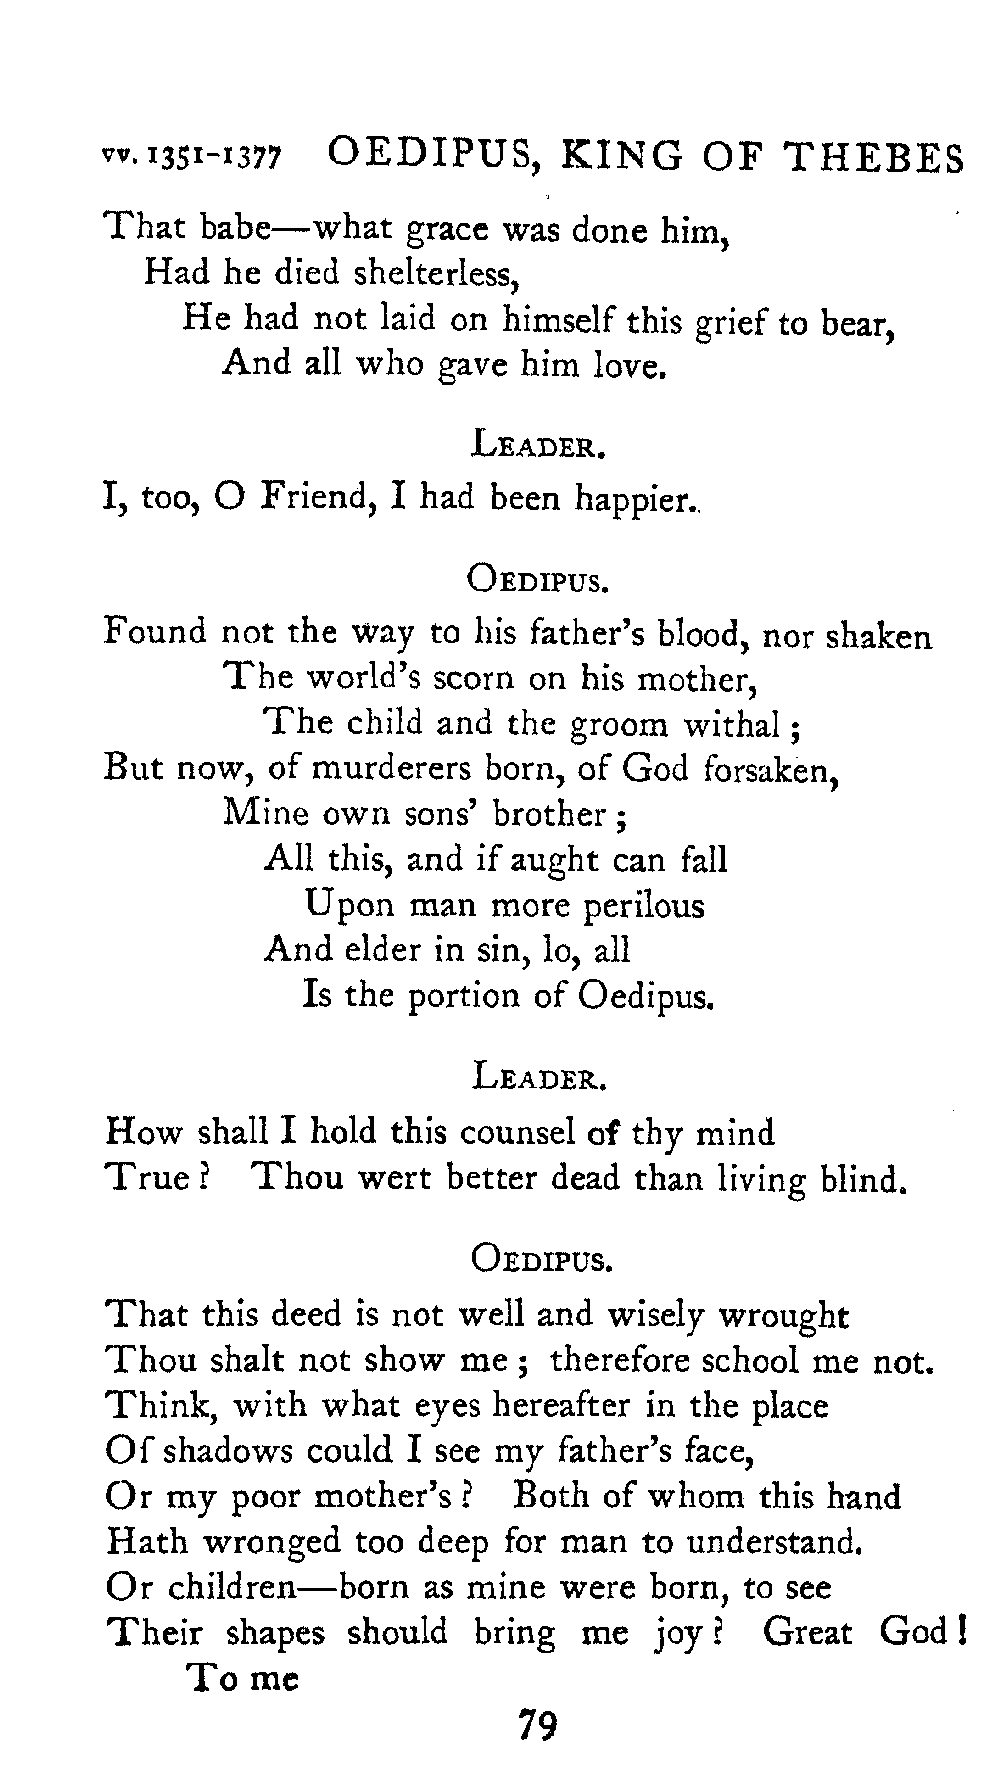 vv. 1351-1377 OEDIPUS, KING OF THEBES
That babe—what grace was done him,
Had he died shelterless,
He had not laid on himself this grief to bear,
And all who gave him love.
LEADER.
I, too, O Friend, I had been happier.
OEDIPUS.
Found not the way to his father's blood, nor shaken
The world's scorn on his mother,
The child and the groom withal ;
But now, of murderers born, of God forsaken,
Mine own sons' brother ;
All this, and if aught can fall
Upon man more perilous
And elder in sin, lo, all
Is the portion of Oedipus.
LEADER.
How shall I hold this counsel of thy mind
True ? Thou wert better dead than living blind.
OEDIPUS.
That this deed is not well and wisely wrought
Thou shalt not show me ; therefore school me not.
Think, with what eyes hereafter in the place
Of shadows could I see my father's face,
Or my poor mother's ? Both of whom this hand
Hath wronged too deep for man to understand.
Or children—born as mine were born, to see
Their shapes should bring me joy ? Great God !
To me
79